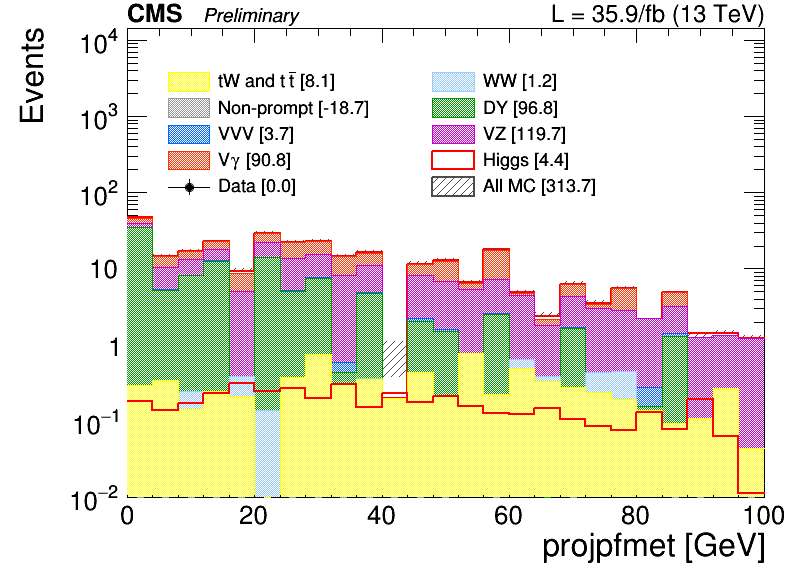 CMS Preliminary L = 35.9/fb (13 TeV)
Events
10⁴
10³
10²
10
1
10⁻¹
10⁻²
tW and t t̄ [8.1] WW [1.2]
Non-prompt [-18.7] DY [96.8]
VVV [3.7] VZ [119.7]
Vγ [90.8] Higgs [4.4]
Data [0.0] All MC [313.7]
0 20 40 60 80 100
projpfmet [GeV]